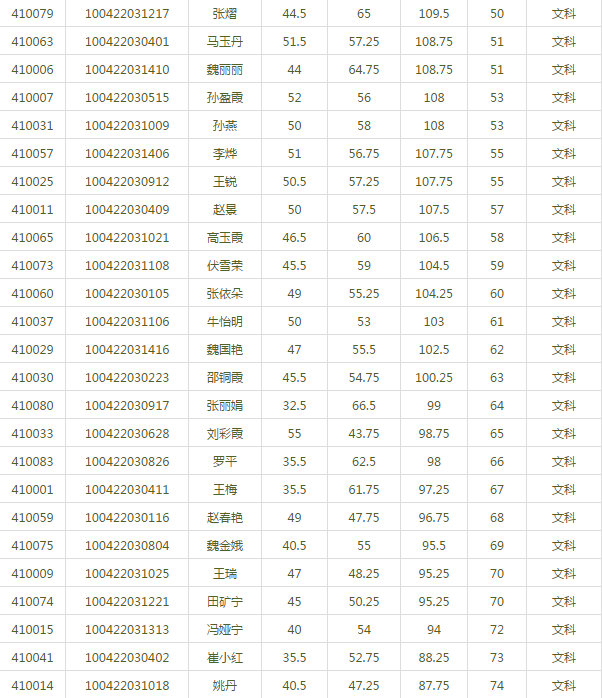 410079 100422031217 张熠 44.5 65 109.5 50 文科
410063 100422030401 马玉丹 51.5 57.25 108.75 51 文科
410006 100422031410 魏丽丽 44 64.75 108.75 51 文科
410007 100422030515 孙盈霞 52 56 108 53 文科
410031 100422031009 孙燕 50 58 108 53 文科
410057 100422031406 李烨 51 56.75 107.75 55 文科
410025 100422030912 王锐 50.5 57.25 107.75 55 文科
410011 100422030409 赵景 50 57.5 107.5 57 文科
410065 100422031021 高玉霞 46.5 60 106.5 58 文科
410073 100422031108 伏雪荣 45.5 59 104.5 59 文科
410060 100422030105 张依朵 49 55.25 104.25 60 文科
410037 100422031106 牛怡明 50 53 103 61 文科
410029 100422031416 魏国艳 47 55.5 102.5 62 文科
410030 100422030223 邵铜霞 45.5 54.75 100.25 63 文科
410080 100422030917 张丽娟 32.5 66.5 99 64 文科
410033 100422030628 刘彩霞 55 43.75 98.75 65 文科
410083 100422030826 罗平 35.5 62.5 98 66 文科
410001 100422030411 王梅 35.5 61.75 97.25 67 文科
410059 100422030116 赵春艳 49 47.75 96.75 68 文科
410075 100422030804 魏金娥 40.5 55 95.5 69 文科
410009 100422031025 王瑞 47 48.25 95.25 70 文科
410074 100422031221 田矿宁 45 50.25 95.25 70 文科
410015 100422031313 冯娅宁 40 54 94 72 文科
410041 100422030402 崔小红 35.5 52.75 88.25 73 文科
410014 100422031018 姚丹 40.5 47.25 87.75 74 文科